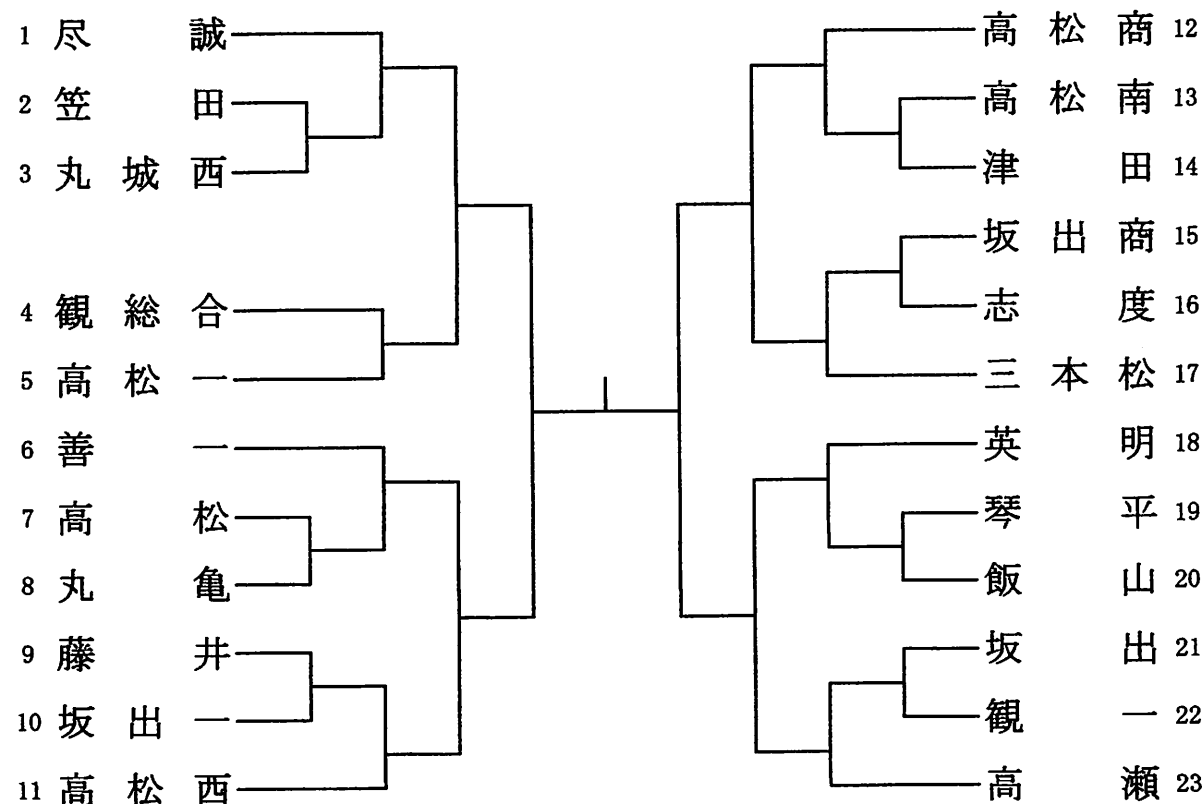 1 尽誠
2 笠田
3 丸城西
4 観総合
5 高松一
6 善一
7 高松
8 丸亀
9 藤井
10 坂出一
11 高松西
高松商 12
高松南 13
津田 14
坂出商 15
志度 16
三本松 17
英明 18
琴平 19
飯山 20
坂出 21
観一 22
高瀬 23